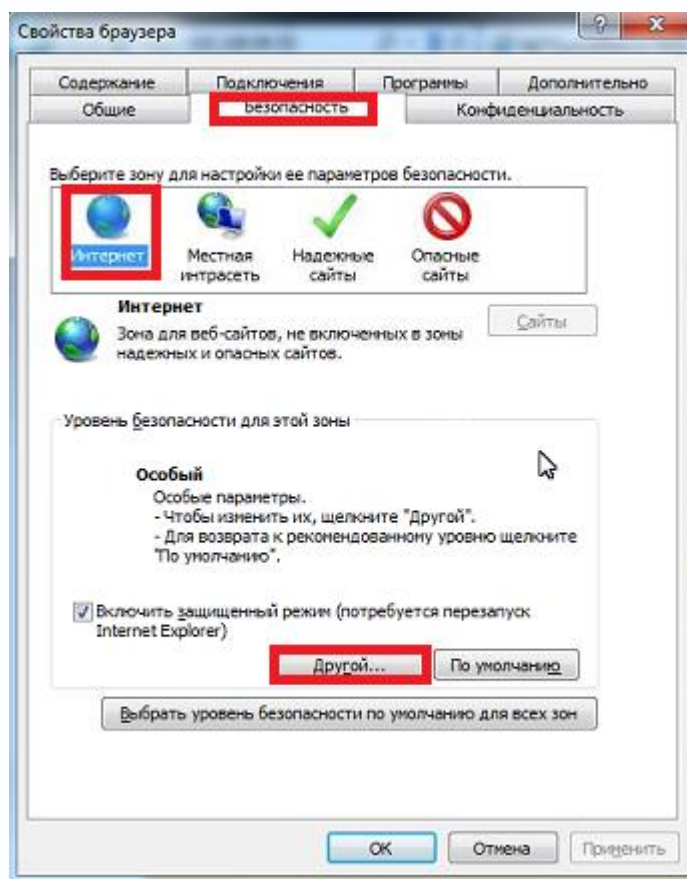 Свойства браузера
Содержание Подключения Программы Дополнительно
Общие Безопасность Конфиденциальность
Выберите зону для настройки ее параметров безопасности.
Интернет Местная интрасеть Надежные сайты Опасные сайты
Интернет
Сайты
Зона для веб-сайтов, не включенных в зоны
надежных и опасных сайтов.
Уровень безопасности для этой зоны
Особый
Особые параметры.
- Чтобы изменить их, щелкните "Другой".
- Для возврата к рекомендованному уровню щелкните
"По умолчанию".
Включить защищенный режим (потребуется перезапуск
Internet Explorer)
Другой... По умолчанию
Выбрать уровень безопасности по умолчанию для всех зон
ОК Отмена Применить